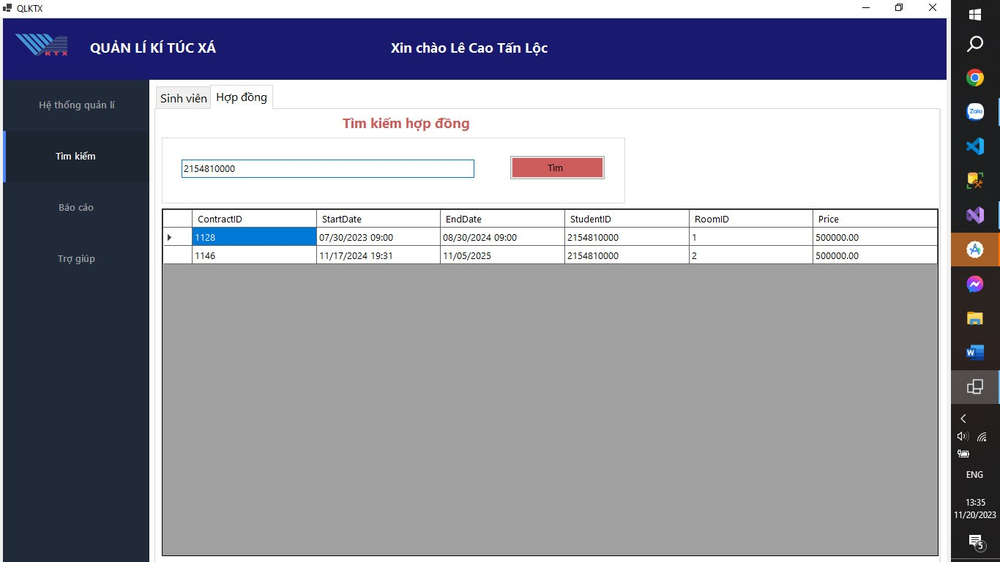 QLKTX
KTX
QUẢN LÍ KÍ TÚC XÁ
Xin chào Lê Cao Tấn Lộc
Hệ thống quản lí
Tìm kiếm
Báo cáo
Trợ giúp
Sinh viên Hợp đồng
Tìm kiếm hợp đồng
2154810000 Tìm
ContractID StartDate EndDate StudentID RoomID Price
1128 07/30/2023 09:00 08/30/2024 09:00 2154810000 1 500000.00
1146 11/17/2024 19:31 11/05/2025 2154810000 2 500000.00
Zalo
W
ENG
13:35
11/20/2023
5